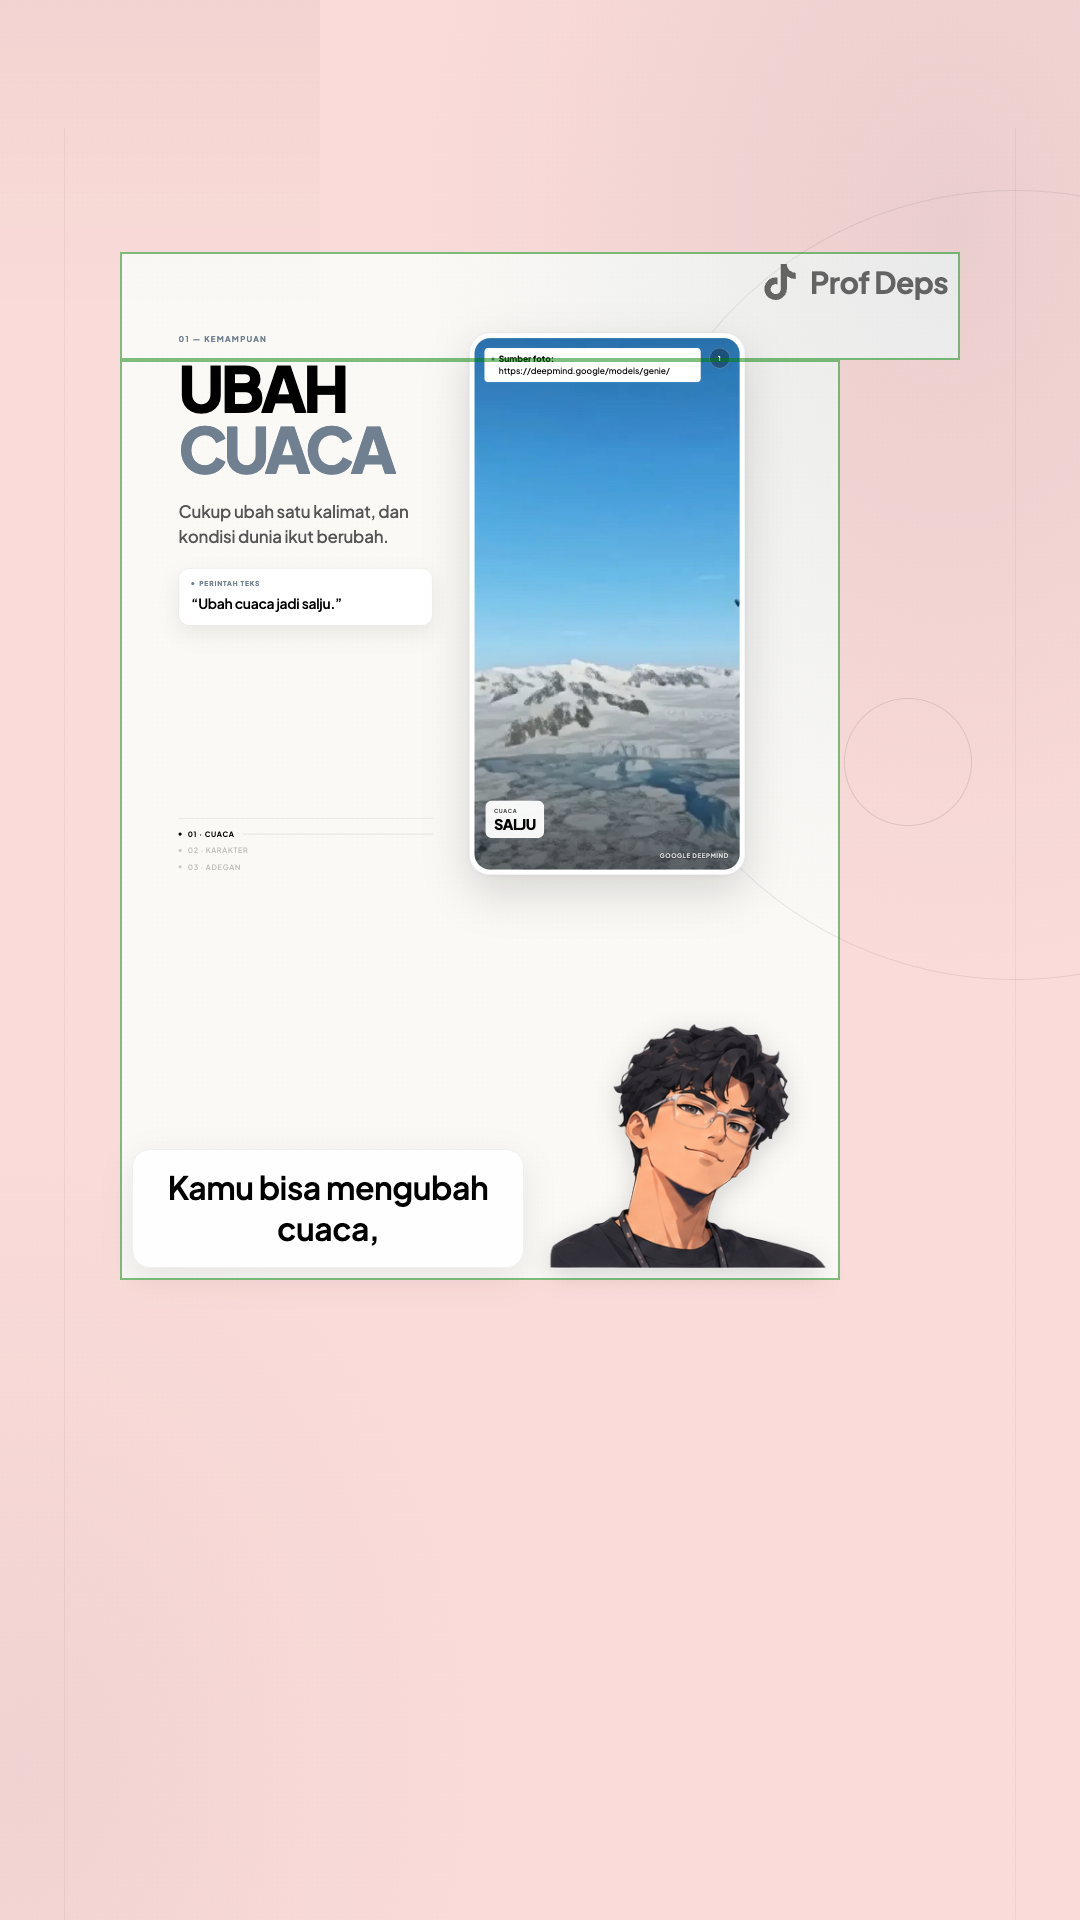 Prof Deps
01 — KEMAMPUAN
UBAH
CUACA
Cukup ubah satu kalimat, dan
kondisi dunia ikut berubah.
• PERINTAH TEKS
“Ubah cuaca jadi salju.”
• 01 · CUACA
• 02 · KARAKTER
• 03 · ADEGAN
• Sumber foto:
https://deepmind.google/models/genie/
1
CUACA
SALJU
GOOGLE DEEPMIND
Kamu bisa mengubah
cuaca,